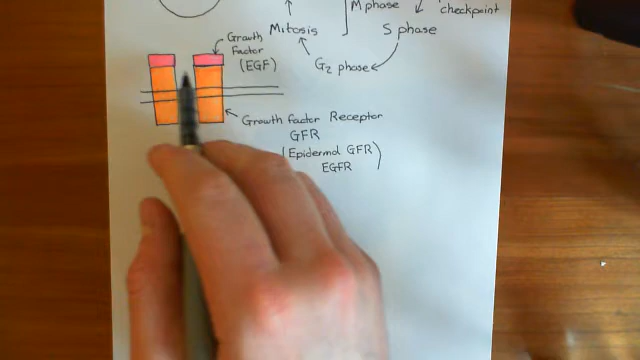 M phase
checkpoint
Mitosis
S phase
G2 phase
Growth
Factor
(EGF)
Growth Factor Receptor
GFR
(Epidermal GFR)
EGFR